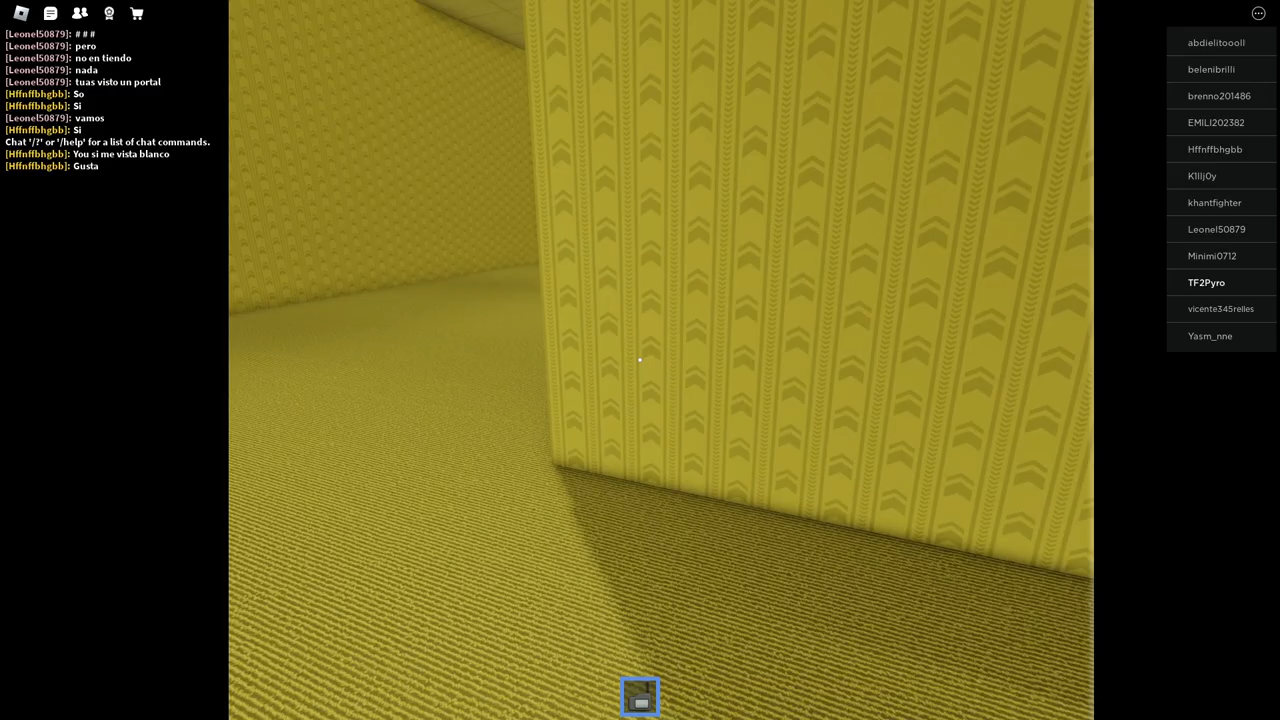 [Leonel50879]: # # #
[Leonel50879]: pero
[Leonel50879]: no en tiendo
[Leonel50879]: nada
[Leonel50879]: tuas visto un portal
[Hffnffbhgbb]: So
[Hffnffbhgbb]: Si
[Leonel50879]: vamos
[Hffnffbhgbb]: Si
Chat '/?' or '/help' for a list of chat commands.
[Hffnffbhgbb]: You si me vista blanco
[Hffnffbhgbb]: Gusta
abdielitoooll
belenibrilli
brenno201486
EMILI202382
Hffnffbhgbb
K1llj0y
khantfighter
Leonel50879
Minimi0712
TF2Pyro
vicente345relles
Yasm_nne